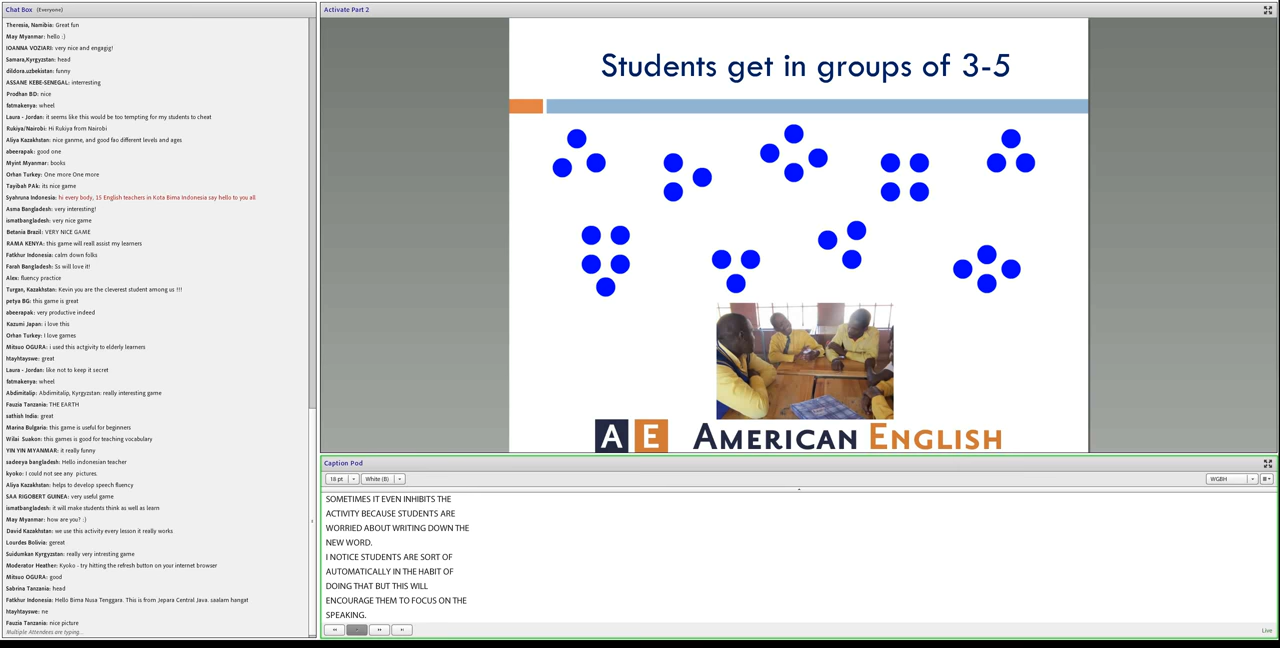 Chat Box (Everyone)
Theresia, Namibia: Great fun
May Myanmar: hello :)
IOANNA VOZIARI: very nice and engagig!
Samara,Kyrgyzstan: head
dildora.uzbekistan: funny
ASSANE KEBE-SENEGAL: interresting
Prodhan BD: nice
fatmakenya: wheel
Laura - Jordan: it seems like this would be too tempting for my students to cheat
Rukiya/Nairobi: Hi Rukiya from Nairobi
Aliya Kazakhstan: nice ganme, and good fao different levels and ages
abeerapak: good one
Myint Myanmar: books
Orhan Turkey: One more One more
Tayibah PAk: its nice game
Syahruna Indonesia: hi every body, 15 English teachers in Kota Bima Indonesia say hello to you all
Asma Bangladesh: very interesting!
ismatbangladesh: very nice game
Betania Brazil: VERY NICE GAME
RAMA KENYA: this game will reall assist my learners
Fatkhur Indonesia: calm down folks
Farah Bangladesh: Ss will love it!
Alex: fluency practice
Turgan, Kazakhstan: Kevin you are the cleverest student among us !!!
petya BG: this game is great
abeerapak: very productive indeed
Kazumi Japan: i love this
Orhan Turkey: I love games
Mitsuo OGURA: i used this actgivity to elderly learners
htayhtayswe: great
Laura - Jordan: like not to keep it secret
fatmakenya: wheel
Abdimitalip: Abdimitalip, Kyrgyzstan: really interesting game
Fauzia Tanzania: THE EARTH
sathish India: great
Marina Bulgaria: this game is useful for beginners
Wilai Suakon: this games is good for teaching vocabulary
YIN YIN MYANMAR: it really funny
sadeeya bangladesh: Hello indonesian teacher
kyoko: I could not see any pictures.
Aliya Kazakhstan: helps to develop speech fluency
SAA RIGOBERT GUINEA: very useful game
ismatbangladesh: it will make students think as well as learn
May Myanmar: how are you? :)
David Kazakhstan: we use this activity every lesson it really works
Lourdes Bolivia: gereat
Suidumkan Kyrgyzstan: really very intresting game
Moderator Heather: Kyoko - try hitting the refresh button on your internet browser
Mitsuo OGURA: good
Sabrina Tanzania: head
Fatkhur Indonesia: Hello Bima Nusa Tenggara. This is from Jepara Central Java. saalam hangat
htayhtayswe: ne
Fauzia Tanzania: nice picture
Multiple Attendees are typing...
Activate Part 2
Students get in groups of 3-5
A E AMERICAN ENGLISH
Caption Pod
18 pt White (B) WGBH
SOMETIMES IT EVEN INHIBITS THE
ACTIVITY BECAUSE STUDENTS ARE
WORRIED ABOUT WRITING DOWN THE
NEW WORD.
I NOTICE STUDENTS ARE SORT OF
AUTOMATICALLY IN THE HABIT OF
DOING THAT BUT THIS WILL
ENCOURAGE THEM TO FOCUS ON THE
SPEAKING.
Live